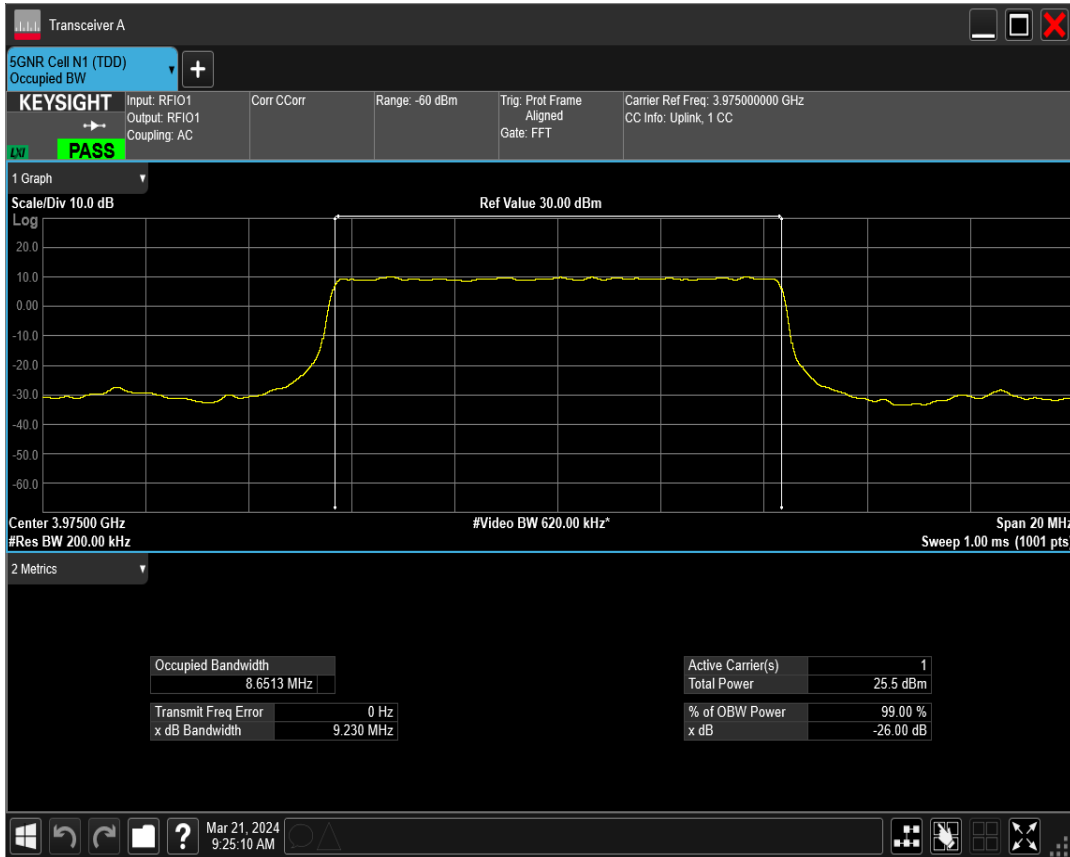 Transceiver A
5GNR Cell N1 (TDD)
Occupied BW
+
KEYSIGHT
LXI
PASS
Input: RFIO1
Output: RFIO1
Coupling: AC
Corr CCorr
Range: -60 dBm
Trig: Prot Frame
Aligned
Gate: FFT
Carrier Ref Freq: 3.975000000 GHz
CC Info: Uplink, 1 CC
1 Graph
Scale/Div 10.0 dB
Ref Value 30.00 dBm
Log
20.0
10.0
0.00
-10.0
-20.0
-30.0
-40.0
-50.0
-60.0
Center 3.97500 GHz
#Video BW 620.00 kHz*
Span 20 MHz
#Res BW 200.00 kHz
Sweep 1.00 ms (1001 pts)
2 Metrics
Occupied Bandwidth
8.6513 MHz
Transmit Freq Error 0 Hz
x dB Bandwidth 9.230 MHz
Active Carrier(s) 1
Total Power 25.5 dBm
% of OBW Power 99.00 %
x dB -26.00 dB
?
Mar 21, 2024
9:25:10 AM